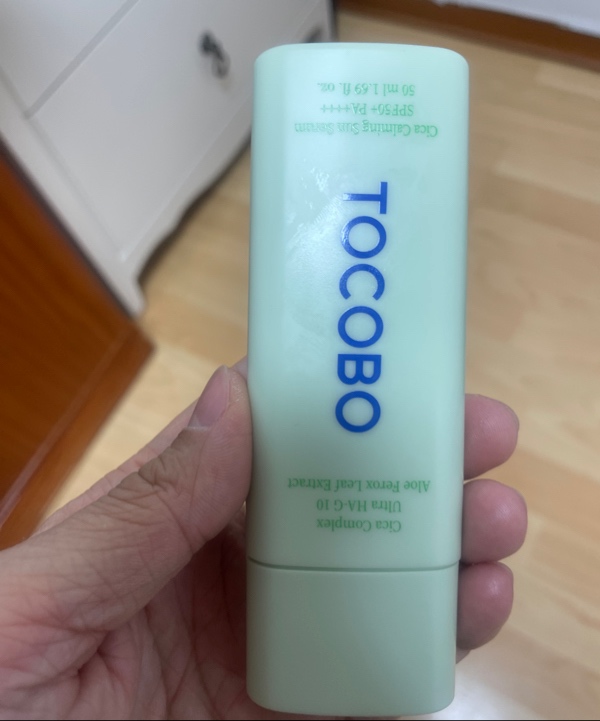 Cica Complex
Ultra HA-G 10
Aloe Ferox Leaf Extract
TOCOBO
Cica Calming Sun Serum
SPF50+ PA++++
50 ml 1.69 fl. oz.